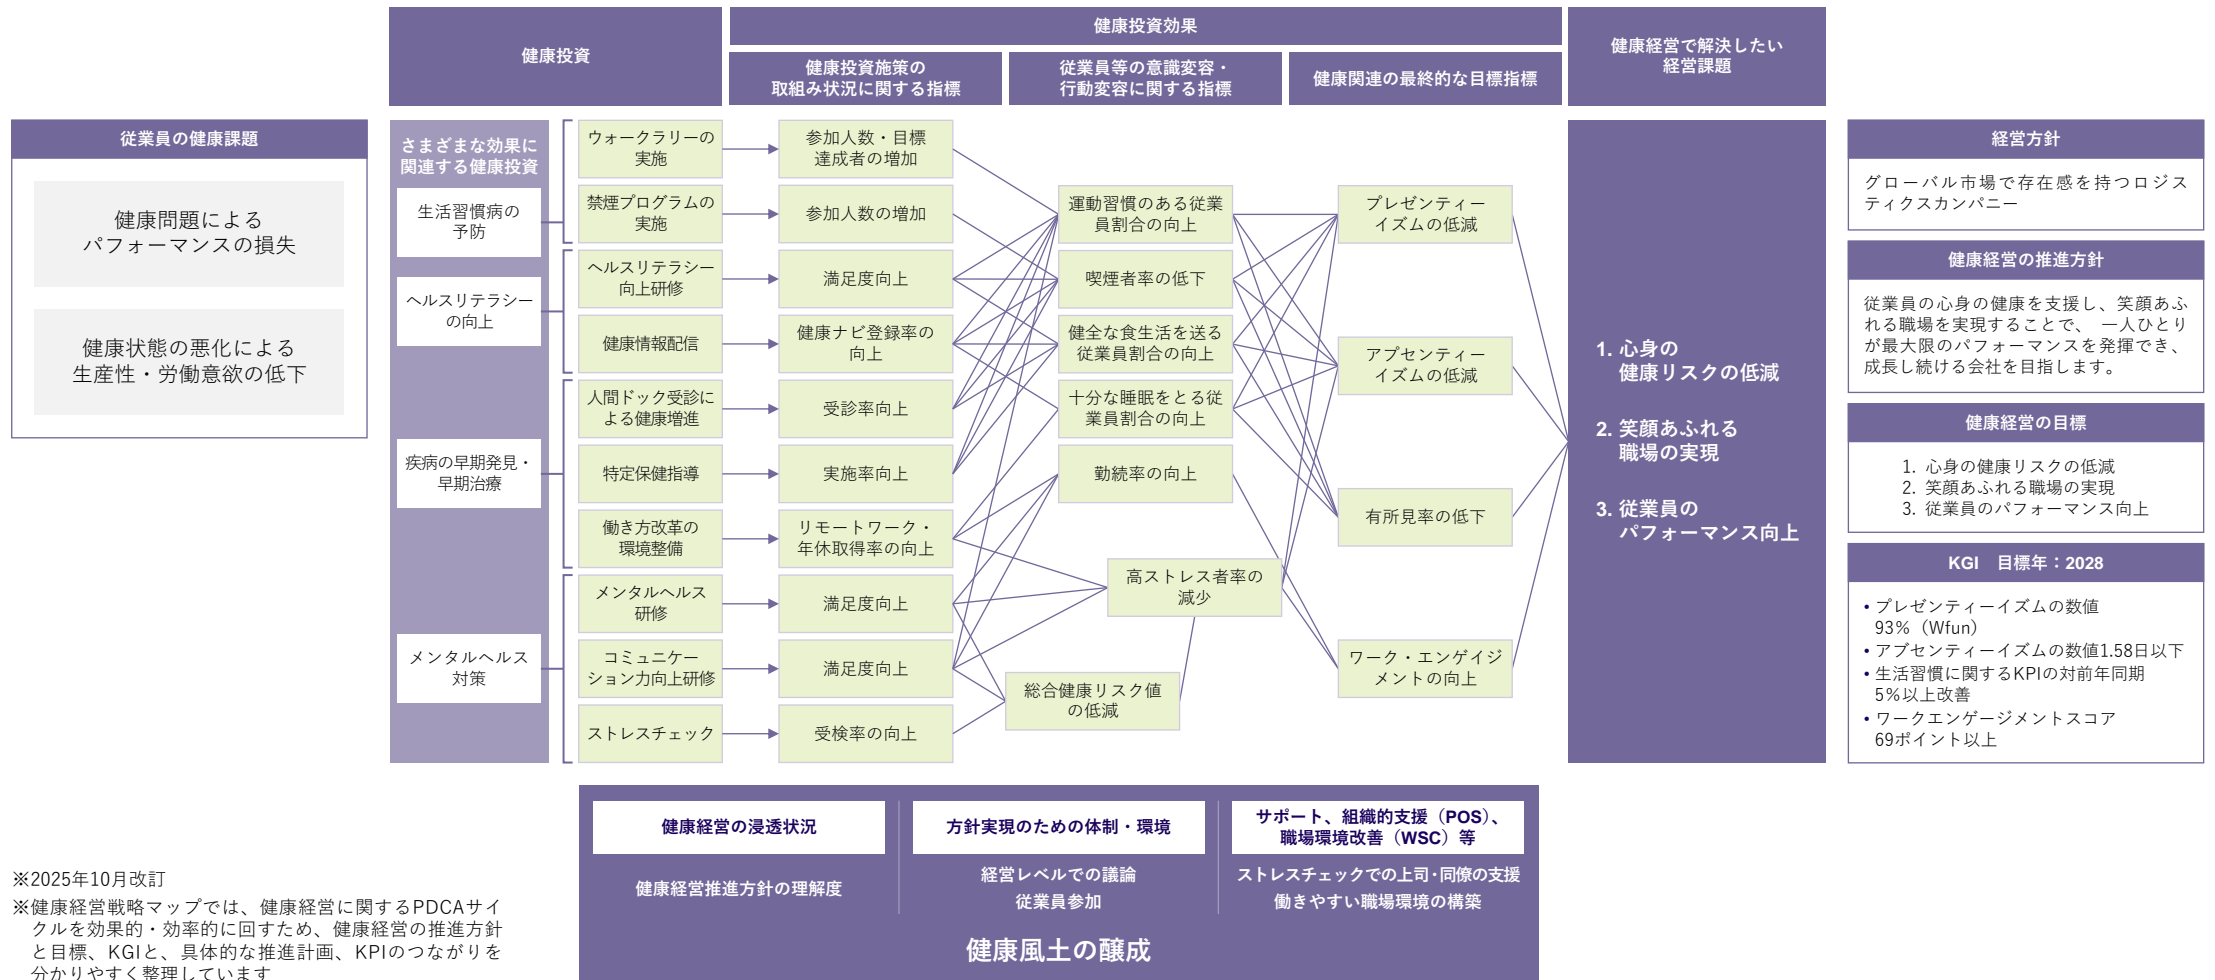 健康投資
健康投資効果
健康投資施策の
取組み状況に関する指標
従業員等の意識変容・
行動変容に関する指標
健康関連の最終的な目標指標
健康経営で解決したい
経営課題
従業員の健康課題
健康問題による
パフォーマンスの損失
健康状態の悪化による
生産性・労働意欲の低下
さまざまな効果に
関連する健康投資
生活習慣病の
予防
ヘルスリテラシー
の向上
疾病の早期発見・
早期治療
メンタルヘルス
対策
ウォークラリーの
実施
禁煙プログラムの
実施
ヘルスリテラシー
向上研修
健康情報配信
人間ドック受診に
よる健康増進
特定保健指導
働き方改革の
環境整備
メンタルヘルス
研修
コミュニケー
ション力向上研修
ストレスチェック
参加人数・目標
達成者の増加
参加人数の増加
満足度向上
健康ナビ登録率の
向上
受診率向上
実施率向上
リモートワーク・
年休取得率の向上
満足度向上
満足度向上
受検率の向上
運動習慣のある従業
員割合の向上
喫煙者率の低下
健全な食生活を送る
従業員割合の向上
十分な睡眠をとる従
業員割合の向上
勤続率の向上
高ストレス者率の
減少
総合健康リスク値
の低減
プレゼンティー
イズムの低減
アプセンティー
イズムの低減
有所見率の低下
ワーク・エンゲイジ
メントの向上
1. 心身の
健康リスクの低減
2. 笑顔あふれる
職場の実現
3. 従業員の
パフォーマンス向上
経営方針
グローバル市場で存在感を持つロジス
ティクスカンパニー
健康経営の推進方針
従業員の心身の健康を支援し、笑顔あふ
れる職場を実現することで、 一人ひとり
が最大限のパフォーマンスを発揮でき、
成長し続ける会社を目指します。
健康経営の目標
1. 心身の健康リスクの低減
2. 笑顔あふれる職場の実現
3. 従業員のパフォーマンス向上
KGI 目標年：2028
• プレゼンティーイズムの数値
93%（Wfun）
• アブセンティーイズムの数値1.58日以下
• 生活習慣に関するKPIの対前年同期
5%以上改善
• ワークエンゲージメントスコア
69ポイント以上
健康経営の浸透状況
健康経営推進方針の理解度
方針実現のための体制・環境
経営レベルでの議論
従業員参加
サポート、組織的支援（POS）、
職場環境改善（WSC）等
ストレスチェックでの上司・同僚の支援
働きやすい職場環境の構築
健康風土の醸成
※2025年10月改訂
※健康経営戦略マップでは、健康経営に関するPDCAサイ
クルを効果的・効率的に回すため、健康経営の推進方針
と目標、KGIと、具体的な推進計画、KPIのつながりを
分かりやすく整理しています